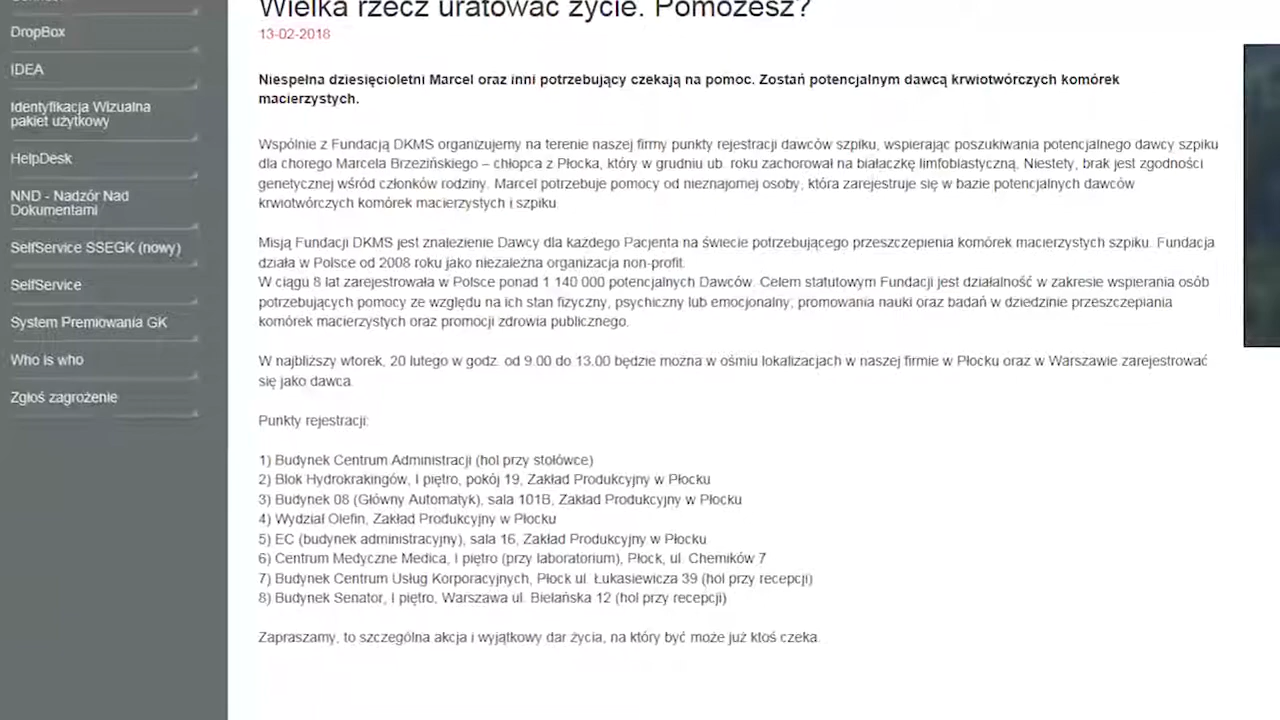 DropBox
IDEA
Identyfikacja Wizualna
pakiet użytkowy
HelpDesk
NND - Nadzór Nad
Dokumentami
SelfService SSEGK (nowy)
SelfService
System Premiowania GK
Who is who
Zgłoś zagrożenie
Wielka rzecz uratować życie. Pomożesz?
13-02-2018
Niespełna dziesięcioletni Marcel oraz inni potrzebujący czekają na pomoc. Zostań potencjalnym dawcą krwiotwórczych komórek
macierzystych.
Wspólnie z Fundacją DKMS organizujemy na terenie naszej firmy punkty rejestracji dawców szpiku, wspierając poszukiwania potencjalnego dawcy szpiku
dla chorego Marcela Brzezińskiego – chłopca z Płocka, który w grudniu ub. roku zachorował na białaczkę limfobiastyczną. Niestety, brak jest zgodności
genetycznej wśród członków rodziny. Marcel potrzebuje pomocy od nieznajomej osoby, która zarejestruje się w bazie potencjalnych dawców
krwiotwórczych komórek macierzystych i szpiku.
Misją Fundacji DKMS jest znalezienie Dawcy dla każdego Pacjenta na świecie potrzebującego przeszczepienia komórek macierzystych szpiku. Fundacja
działa w Polsce od 2008 roku jako niezależna organizacja non-profit.
W ciągu 8 lat zarejestrowała w Polsce ponad 1 140 000 potencjalnych Dawców. Celem statutowym Fundacji jest działalność w zakresie wspierania osób
potrzebujących pomocy ze względu na ich stan fizyczny, psychiczny lub emocjonalny; promowania nauki oraz badań w dziedzinie przeszczepiania
komórek macierzystych oraz promocji zdrowia publicznego.
W najbliższy wtorek, 20 lutego w godz. od 9.00 do 13.00 będzie można w ośmiu lokalizacjach w naszej firmie w Płocku oraz w Warszawie zarejestrować
się jako dawca.
Punkty rejestracji:
1) Budynek Centrum Administracji (hol przy stołówce)
2) Blok Hydrokrakingów, I piętro, pokój 19, Zakład Produkcyjny w Płocku
3) Budynek 08 (Główny Automatyk), sala 101B, Zakład Produkcyjny w Płocku
4) Wydział Olefin, Zakład Produkcyjny w Płocku
5) EC (budynek administracyjny), sala 16, Zakład Produkcyjny w Płocku
6) Centrum Medyczne Medica, I piętro (przy laboratorium), Płock, ul. Chemików 7
7) Budynek Centrum Usług Korporacyjnych, Płock ul. Łukasiewicza 39 (hol przy recepcji)
8) Budynek Senator, I piętro, Warszawa ul. Bielańska 12 (hol przy recepcji)
Zapraszamy, to szczególna akcja i wyjątkowy dar życia, na który być może już ktoś czeka.